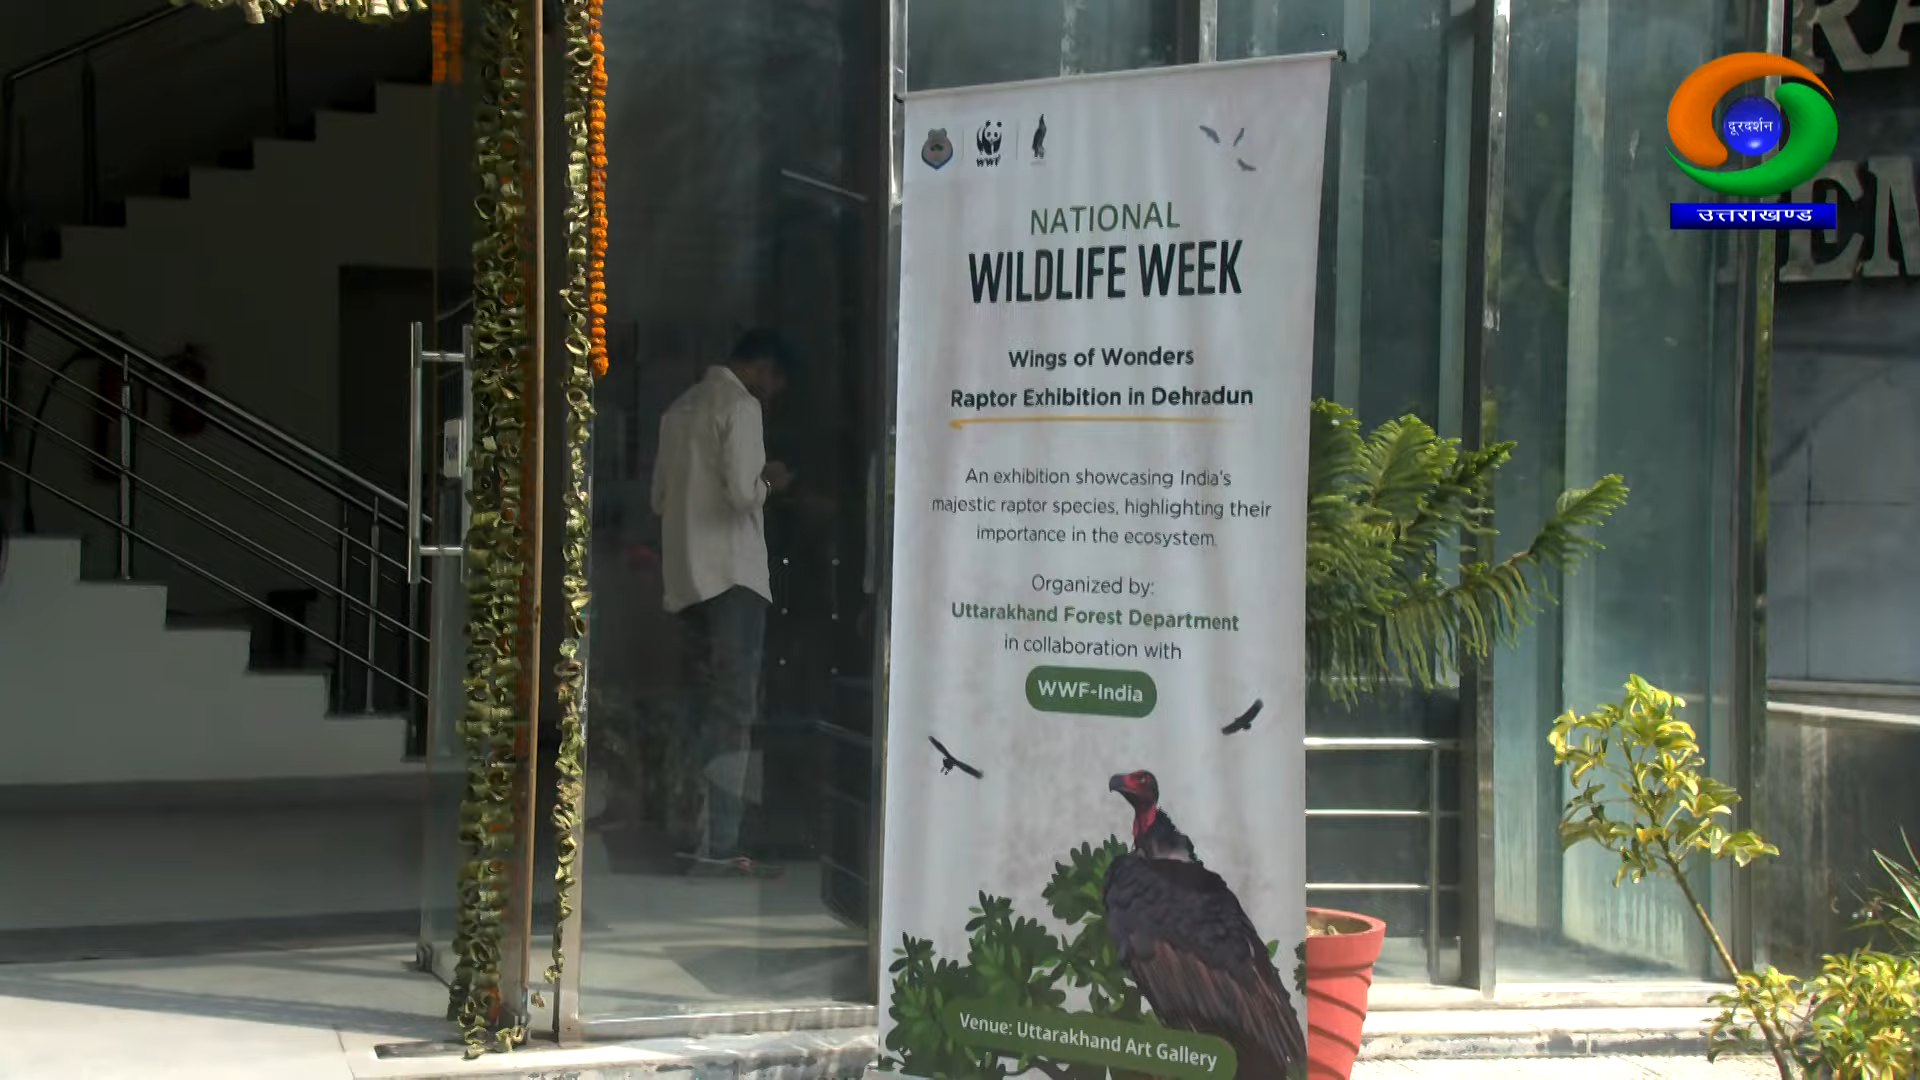 WWF
NATIONAL
WILDLIFE WEEK
Wings of Wonders
Raptor Exhibition in Dehradun
An exhibition showcasing India's
majestic raptor species, highlighting their
importance in the ecosystem.
Organized by:
Uttarakhand Forest Department
in collaboration with
WWF-India
Venue: Uttarakhand Art Gallery
दूरदर्शन
उत्तराखण्ड